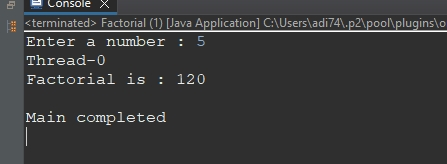 Console
<terminated> Factorial (1) [Java Application] C:\Users\adi74\.p2\pool\plugins\o
Enter a number : 5
Thread-0
Factorial is : 120
Main completed